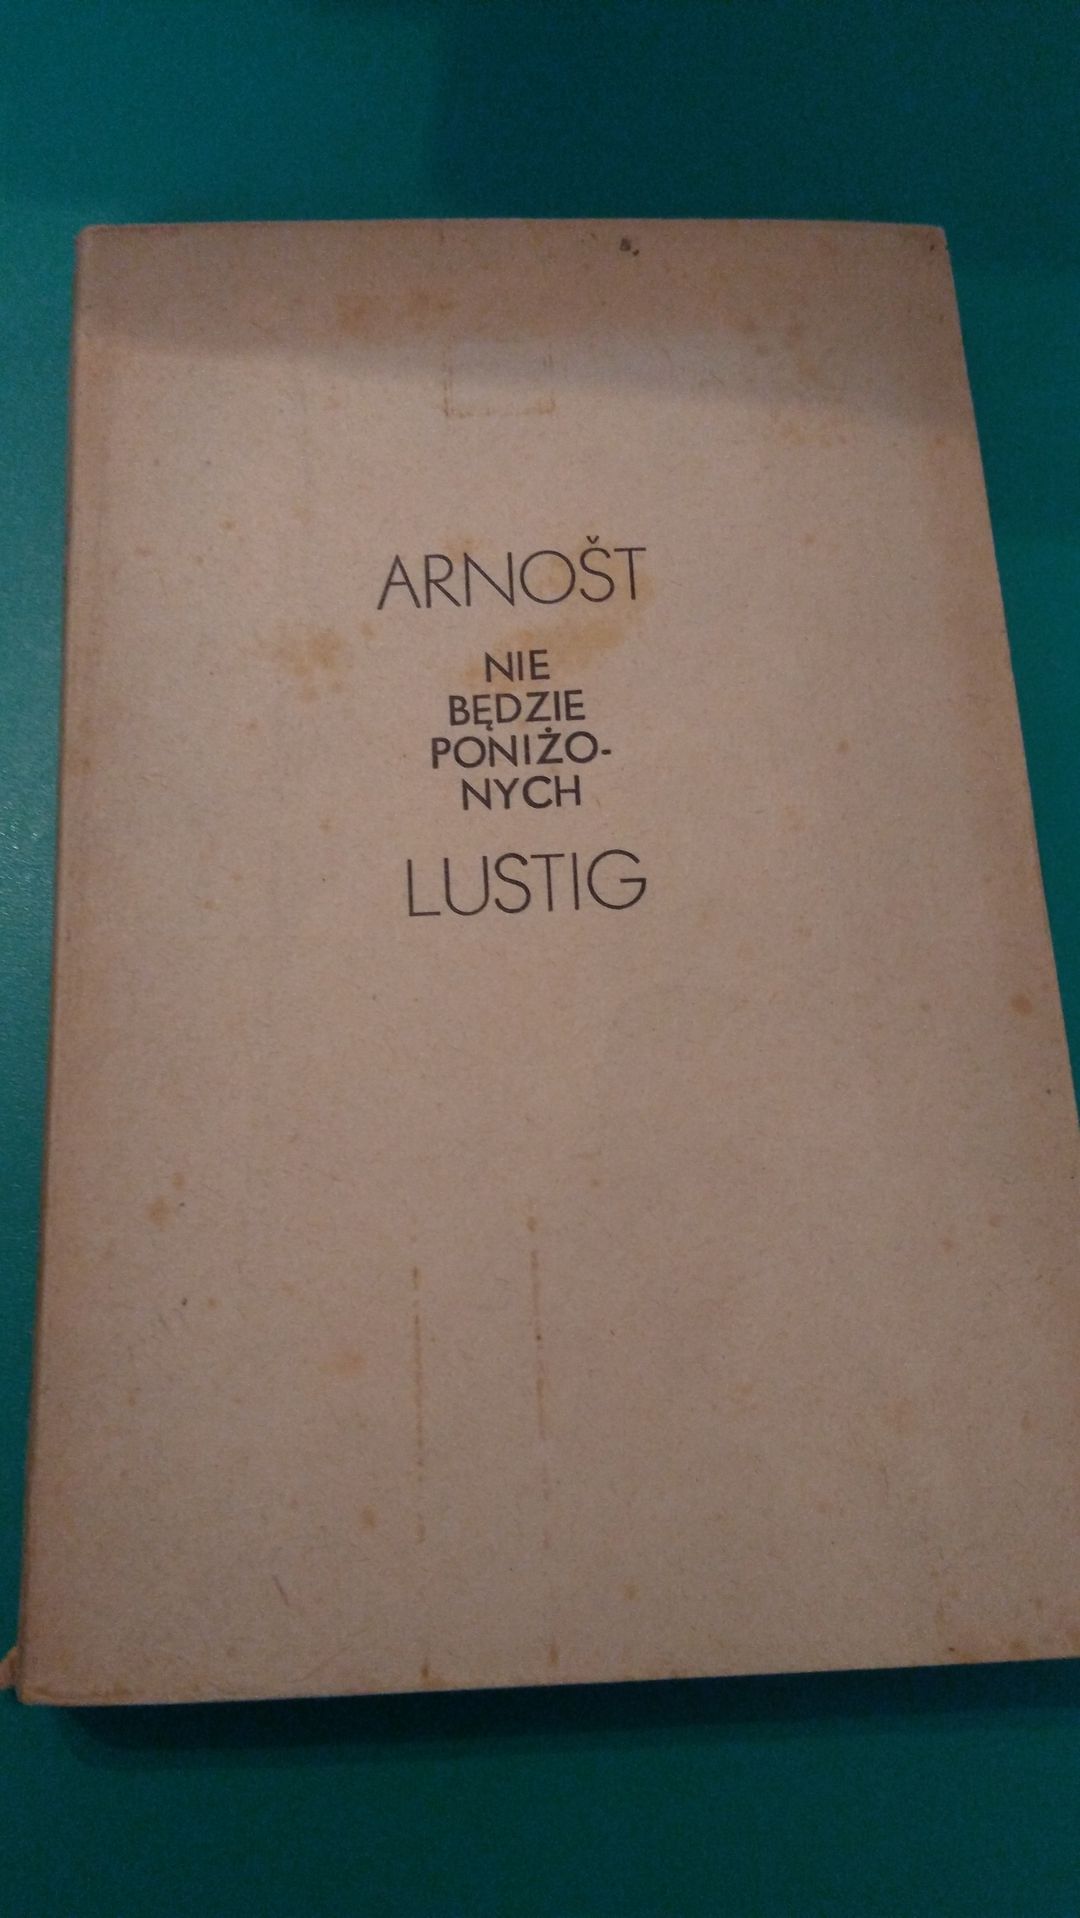 ARNOŠT
NIE
BĘDZIE
PONIŻO-
NYCH
LUSTIG